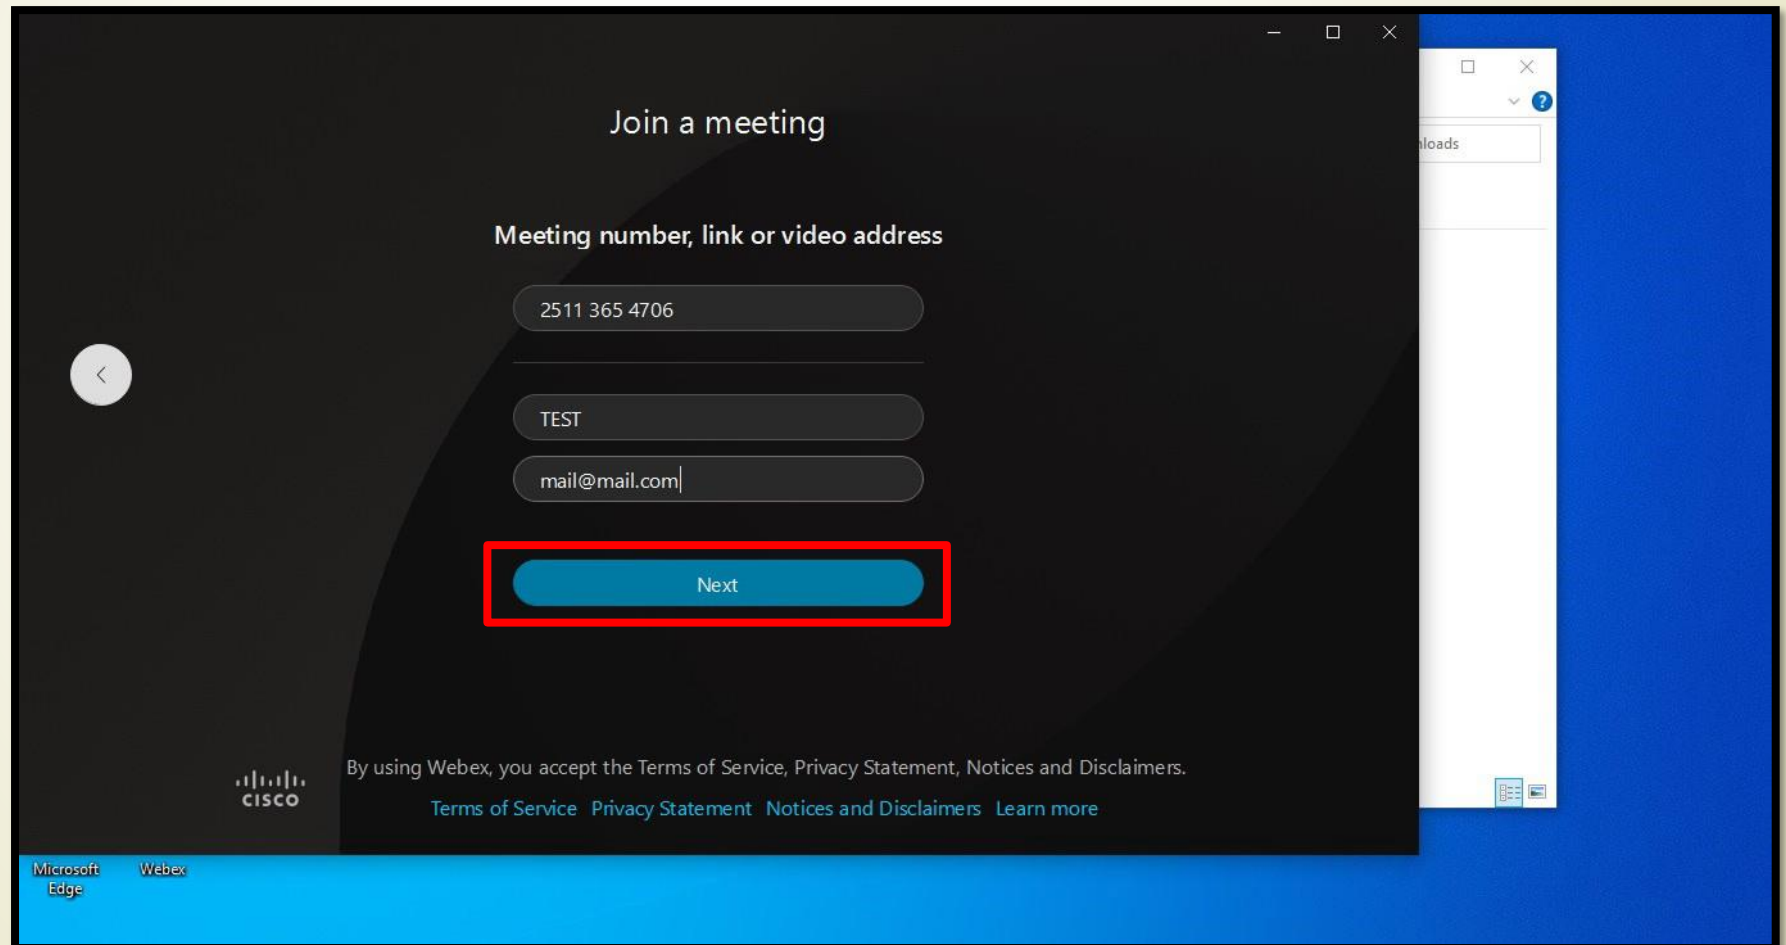 Join a meeting
Meeting number, link or video address
2511 365 4706
TEST
mail@mail.com
Next
By using Webex, you accept the Terms of Service, Privacy Statement, Notices and Disclaimers.
Terms of Service Privacy Statement Notices and Disclaimers Learn more
CISCO
nloads
?
Microsoft
Edge
Webex